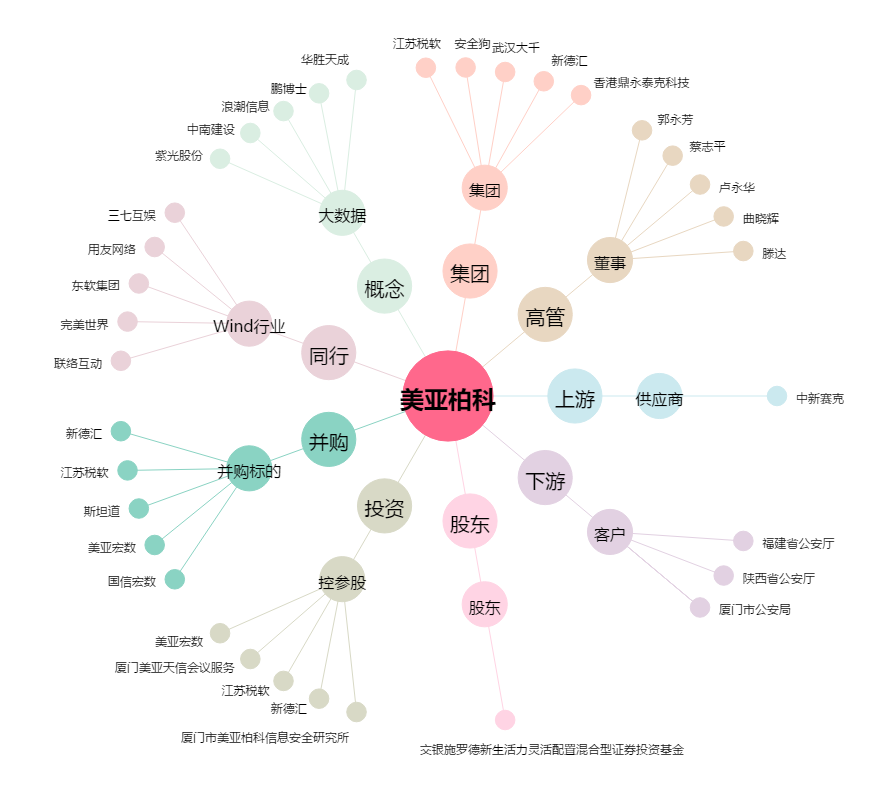 美亚柏科
集团
集团
江苏税软
安全狗
武汉大千
新德汇
香港鼎永泰克科技
高管
董事
郭永芳
蔡志平
卢永华
曲晓辉
滕达
上游
供应商
中新赛克
下游
客户
福建省公安厅
陕西省公安厅
厦门市公安局
股东
股东
交银施罗德新生活力灵活配置混合型证券投资基金
投资
控参股
美亚宏数
厦门美亚天信会议服务
江苏税软
新德汇
厦门市美亚柏科信息安全研究所
并购
并购标的
新德汇
江苏税软
斯坦道
美亚宏数
国信宏数
同行
Wind行业
三七互娱
用友网络
东软集团
完美世界
联络互动
概念
大数据
华胜天成
鹏博士
浪潮信息
中南建设
紫光股份